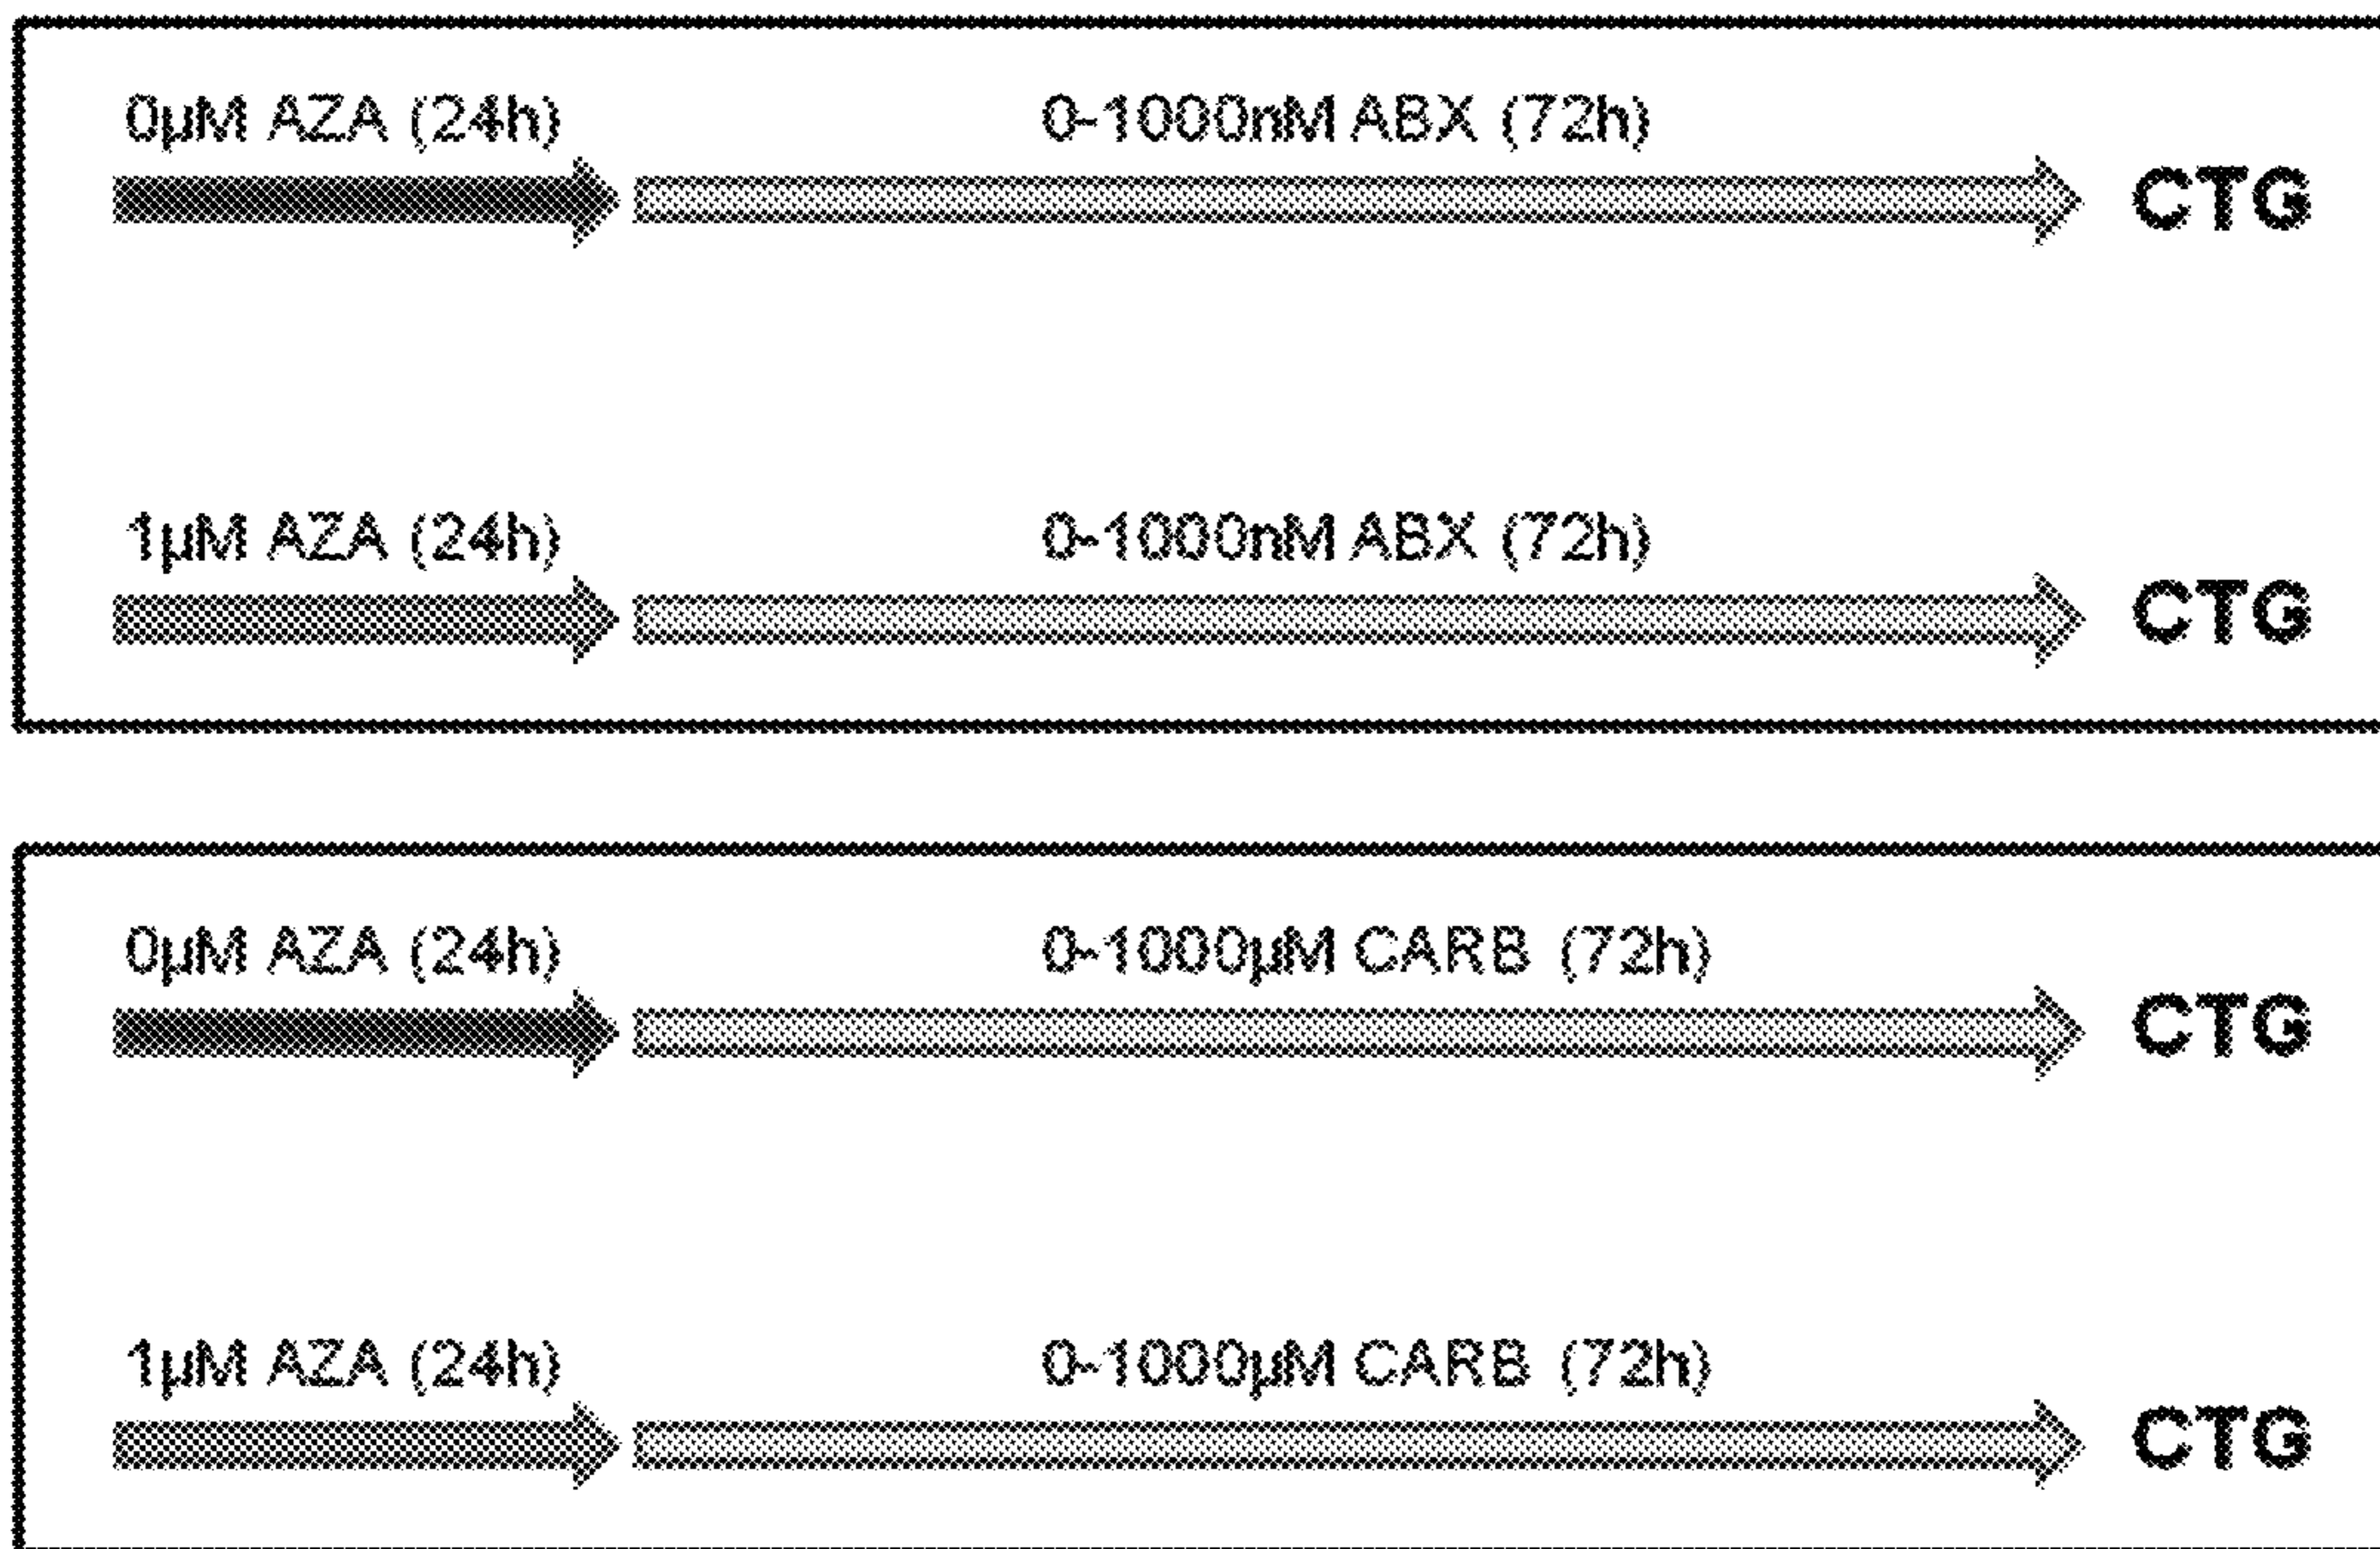 0µM AZA (24h) 0-1000nM ABX (72h)
CTG
1µM AZA (24h) 0-1000nM ABX (72h)
CTG
0µM AZA (24h) 0-1000µM CARB (72h)
CTG
1µM AZA (24h) 0-1000µM CARB (72h)
CTG